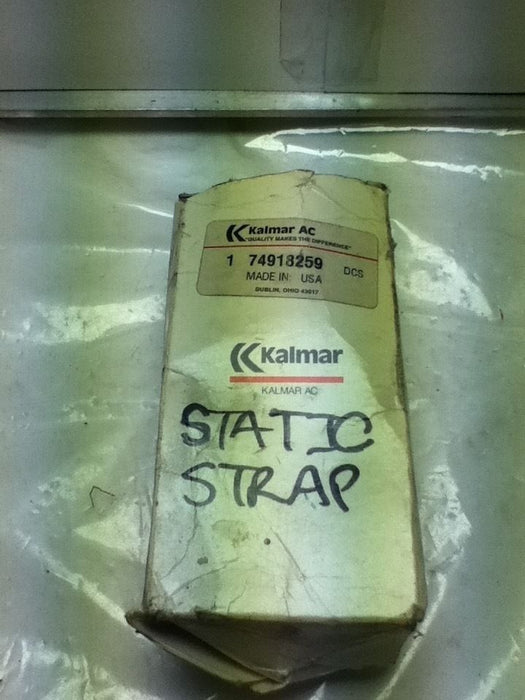 Kalmar AC
"QUALITY MAKES THE DIFFERENCE"
1 74918259
DCS
MADE IN: USA
DUBLIN, OHIO 43017
Kalmar
KALMAR AC
STATIC
STRAP